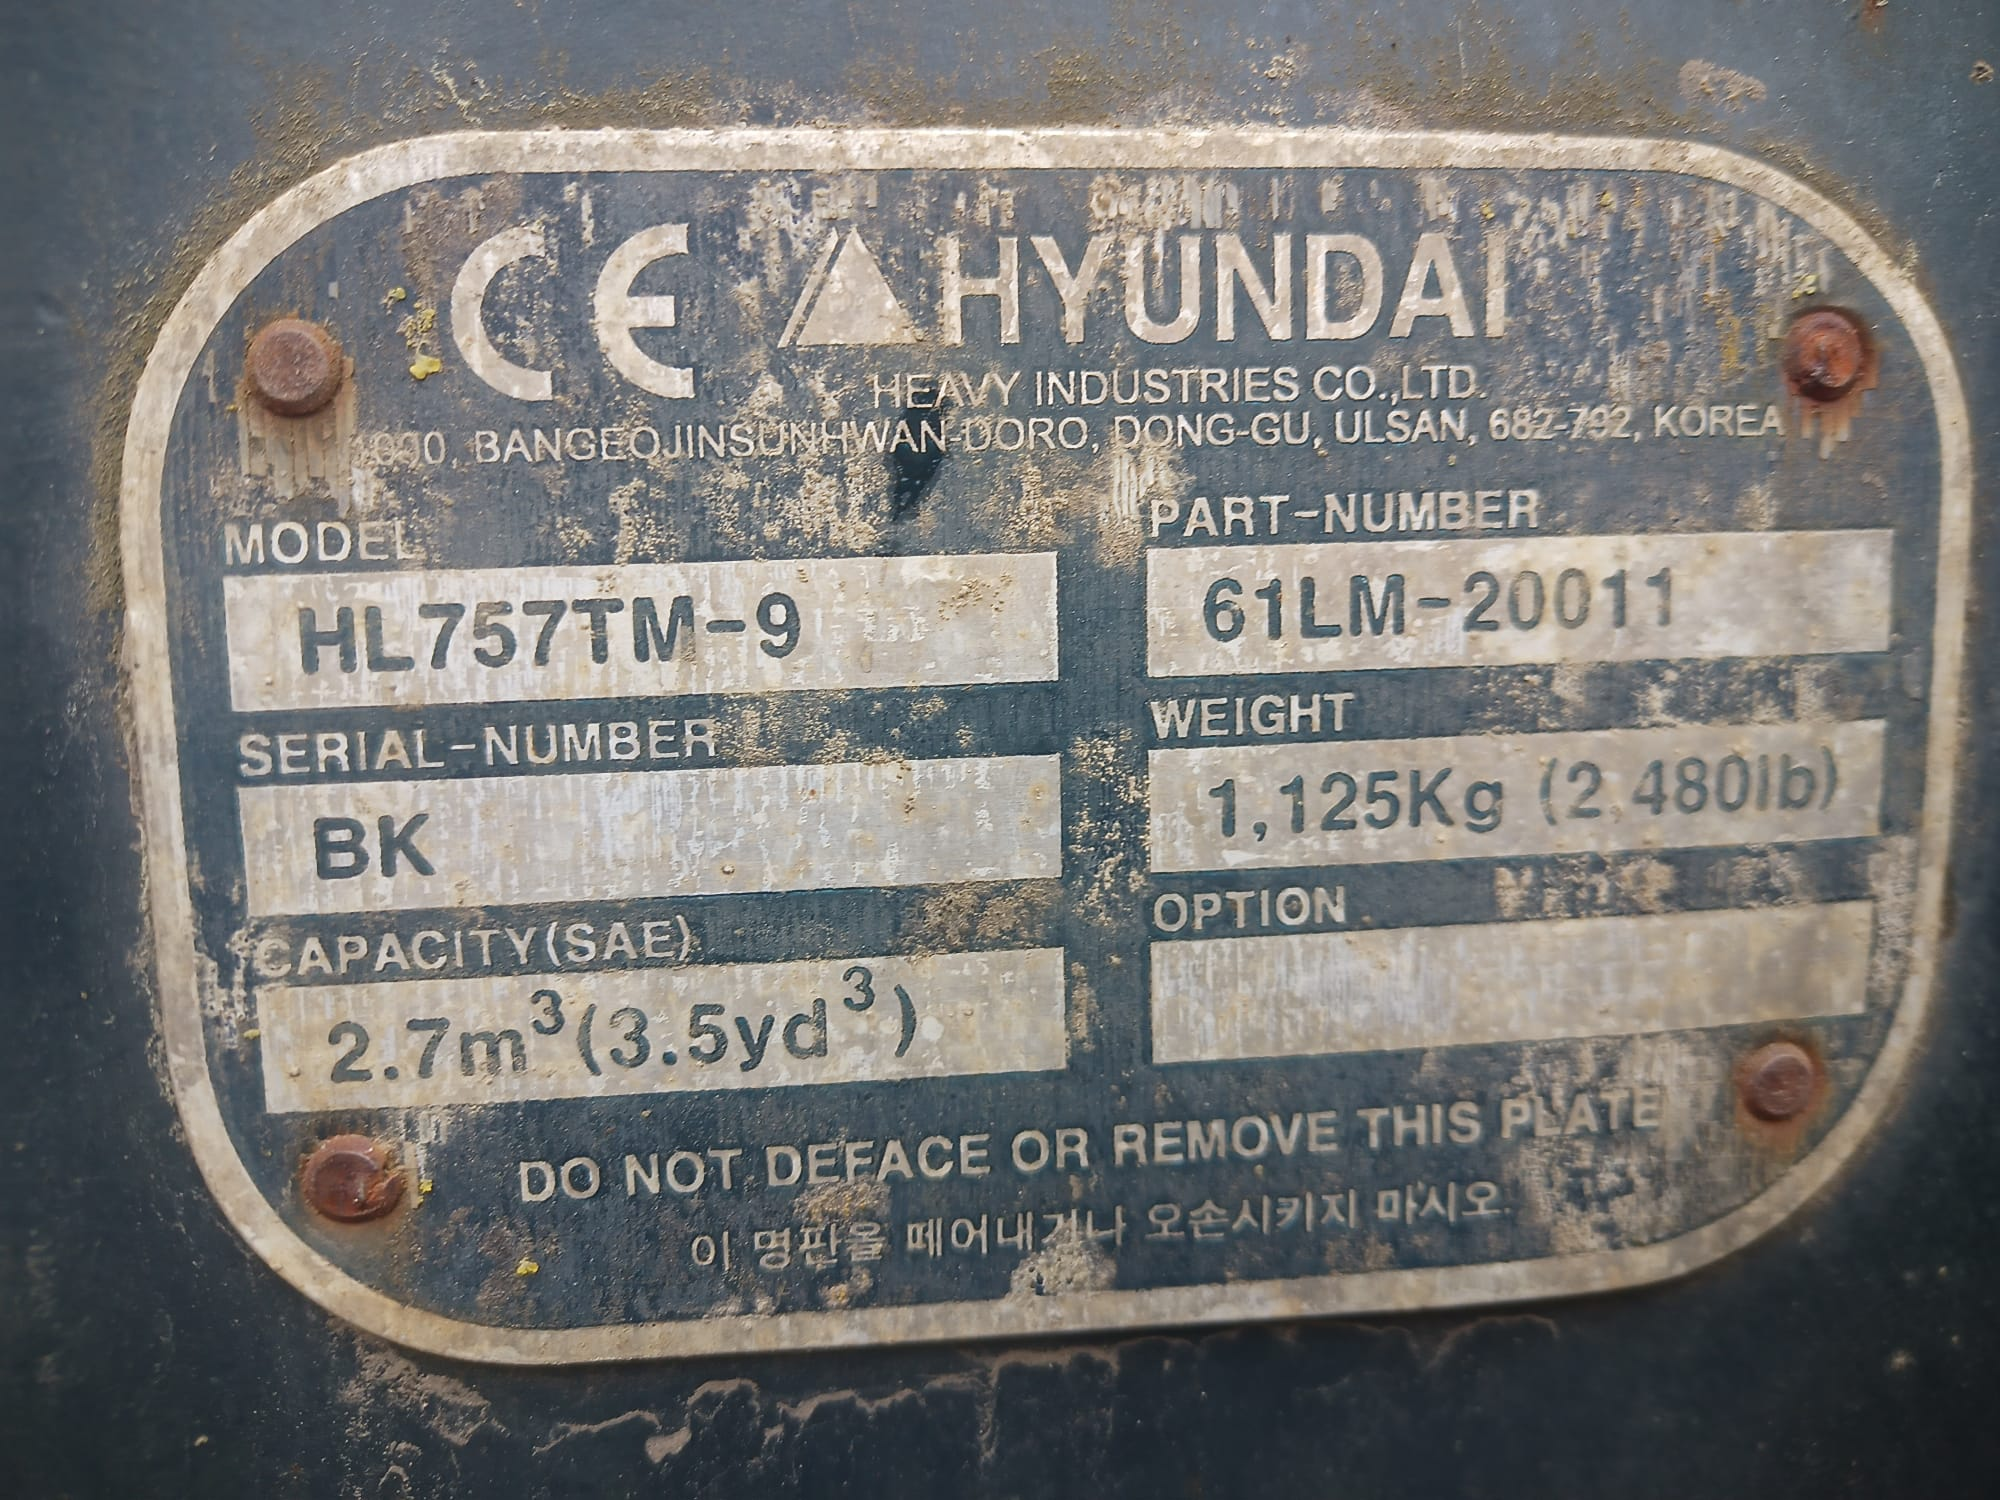 CE HYUNDAI
HEAVY INDUSTRIES CO.,LTD.
1000, BANGEOJINSUNHWAN-DORO, DONG-GU, ULSAN, 682-792, KOREA
MODEL
HL757TM-9
PART-NUMBER
61LM-20011
SERIAL-NUMBER
BK
WEIGHT
1,125Kg (2,480lb)
CAPACITY(SAE)
2.7m³(3.5yd³)
OPTION
DO NOT DEFACE OR REMOVE THIS PLATE
이 명판을 떼어내거나 오손시키지 마시오.